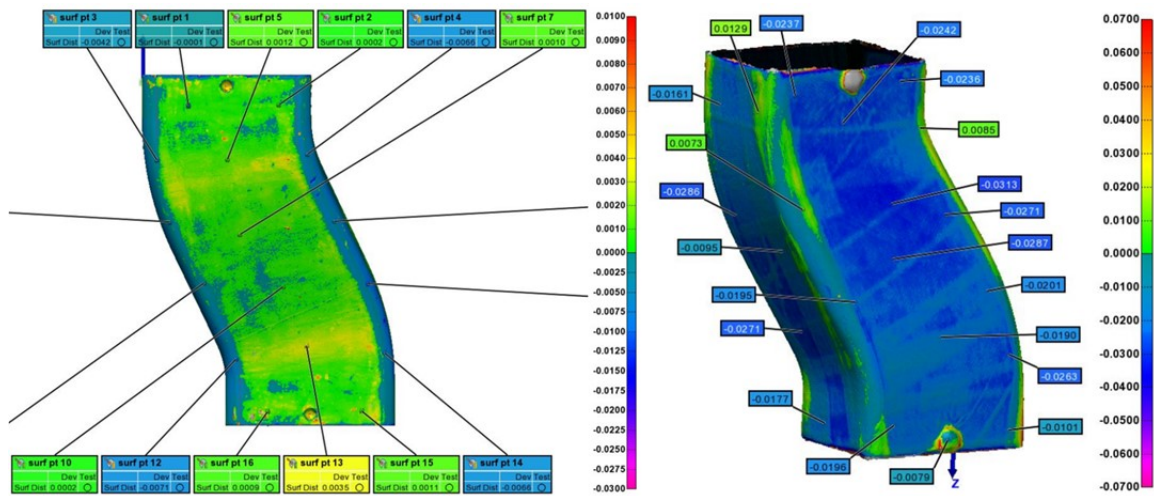 surf pt 3
Dev Test
Surf Dist -0.0042
surf pt 1
Dev Test
Surf Dist -0.0001
surf pt 5
Dev Test
Surf Dist 0.0012
surf pt 2
Dev Test
Surf Dist 0.0002
surf pt 4
Dev Test
Surf Dist -0.0066
surf pt 7
Dev Test
Surf Dist 0.0010
surf pt 10
Dev Test
Surf Dist 0.0002
surf pt 12
Dev Test
Surf Dist -0.0071
surf pt 16
Dev Test
Surf Dist 0.0009
surf pt 13
Dev Test
Surf Dist 0.0035
surf pt 15
Dev Test
Surf Dist 0.0011
surf pt 14
Dev Test
Surf Dist -0.0066
0.0100
0.0090
0.0070
0.0060
0.0055
0.0040
0.0030
0.0025
0.0015
0.0010
0.0000
-0.0025
-0.0050
-0.0075
-0.0100
-0.0125
-0.0150
-0.0175
-0.0200
-0.0225
-0.0250
-0.0275
-0.0300
0.0129
-0.0237
-0.0242
-0.0236
-0.0161
0.0085
0.0073
-0.0286
-0.0313
-0.0271
-0.0095
-0.0287
-0.0195
-0.0201
-0.0271
-0.0190
-0.0263
-0.0177
-0.0101
-0.0196
-0.0079
Z
0.0700
0.0600
0.0500
0.0400
0.0300
0.0200
0.0100
0.0000
-0.0100
-0.0200
-0.0300
-0.0400
-0.0500
-0.0600
-0.0700